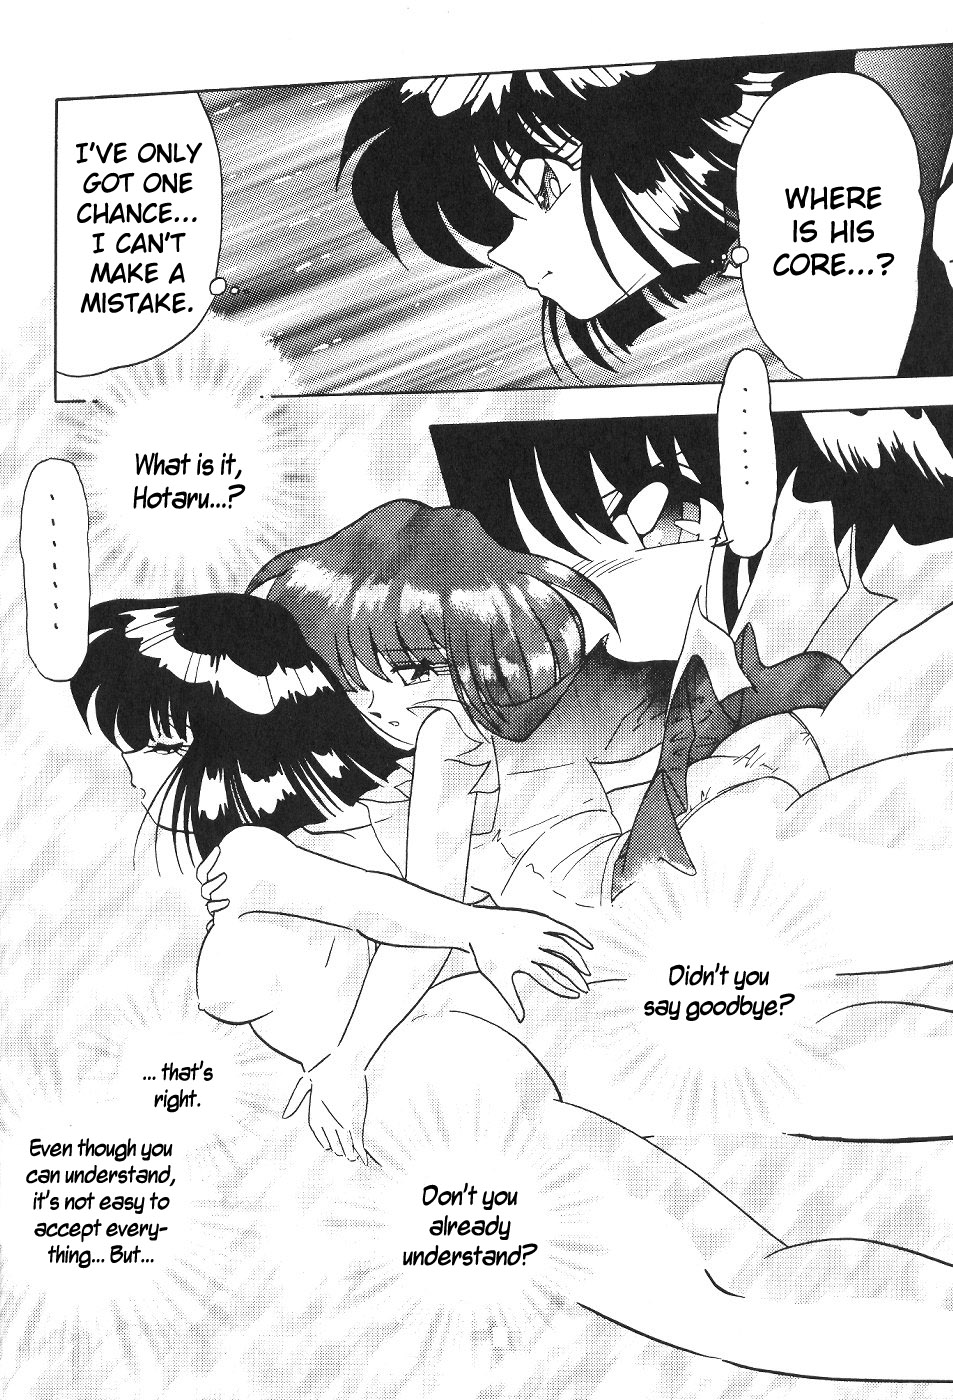 WHERE
IS HIS
CORE...?
I'VE ONLY
GOT ONE
CHANCE...
I CAN'T
MAKE A
MISTAKE.
......
What is it,
Hotaru...?
......
Didn't you
say goodbye?
Don't you
already
understand?
... that's
right.
Even though you
can understand,
it's not easy to
accept every-
thing... But...